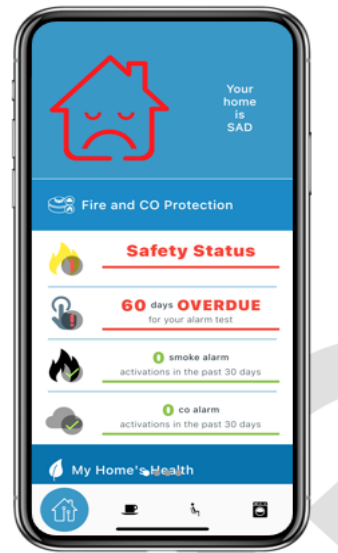 Your
home
is
SAD
Fire and CO Protection
Safety Status
60 days OVERDUE
for your alarm test
0 smoke alarm
activations in the past 30 days
0 co alarm
activations in the past 30 days
My Home's Health